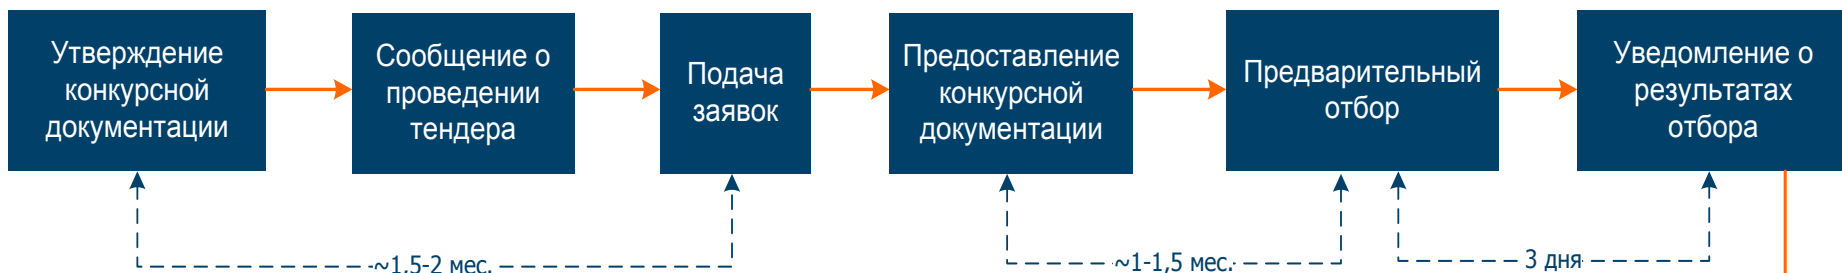 Утверждение
конкурсной
документации
Сообщение о
проведении
тендера
Подача
заявок
Предоставление
конкурсной
документации
Предварительный
отбор
Уведомление о
результатах
отбора
~1,5-2 мес.
~1-1,5 мес.
3 дня